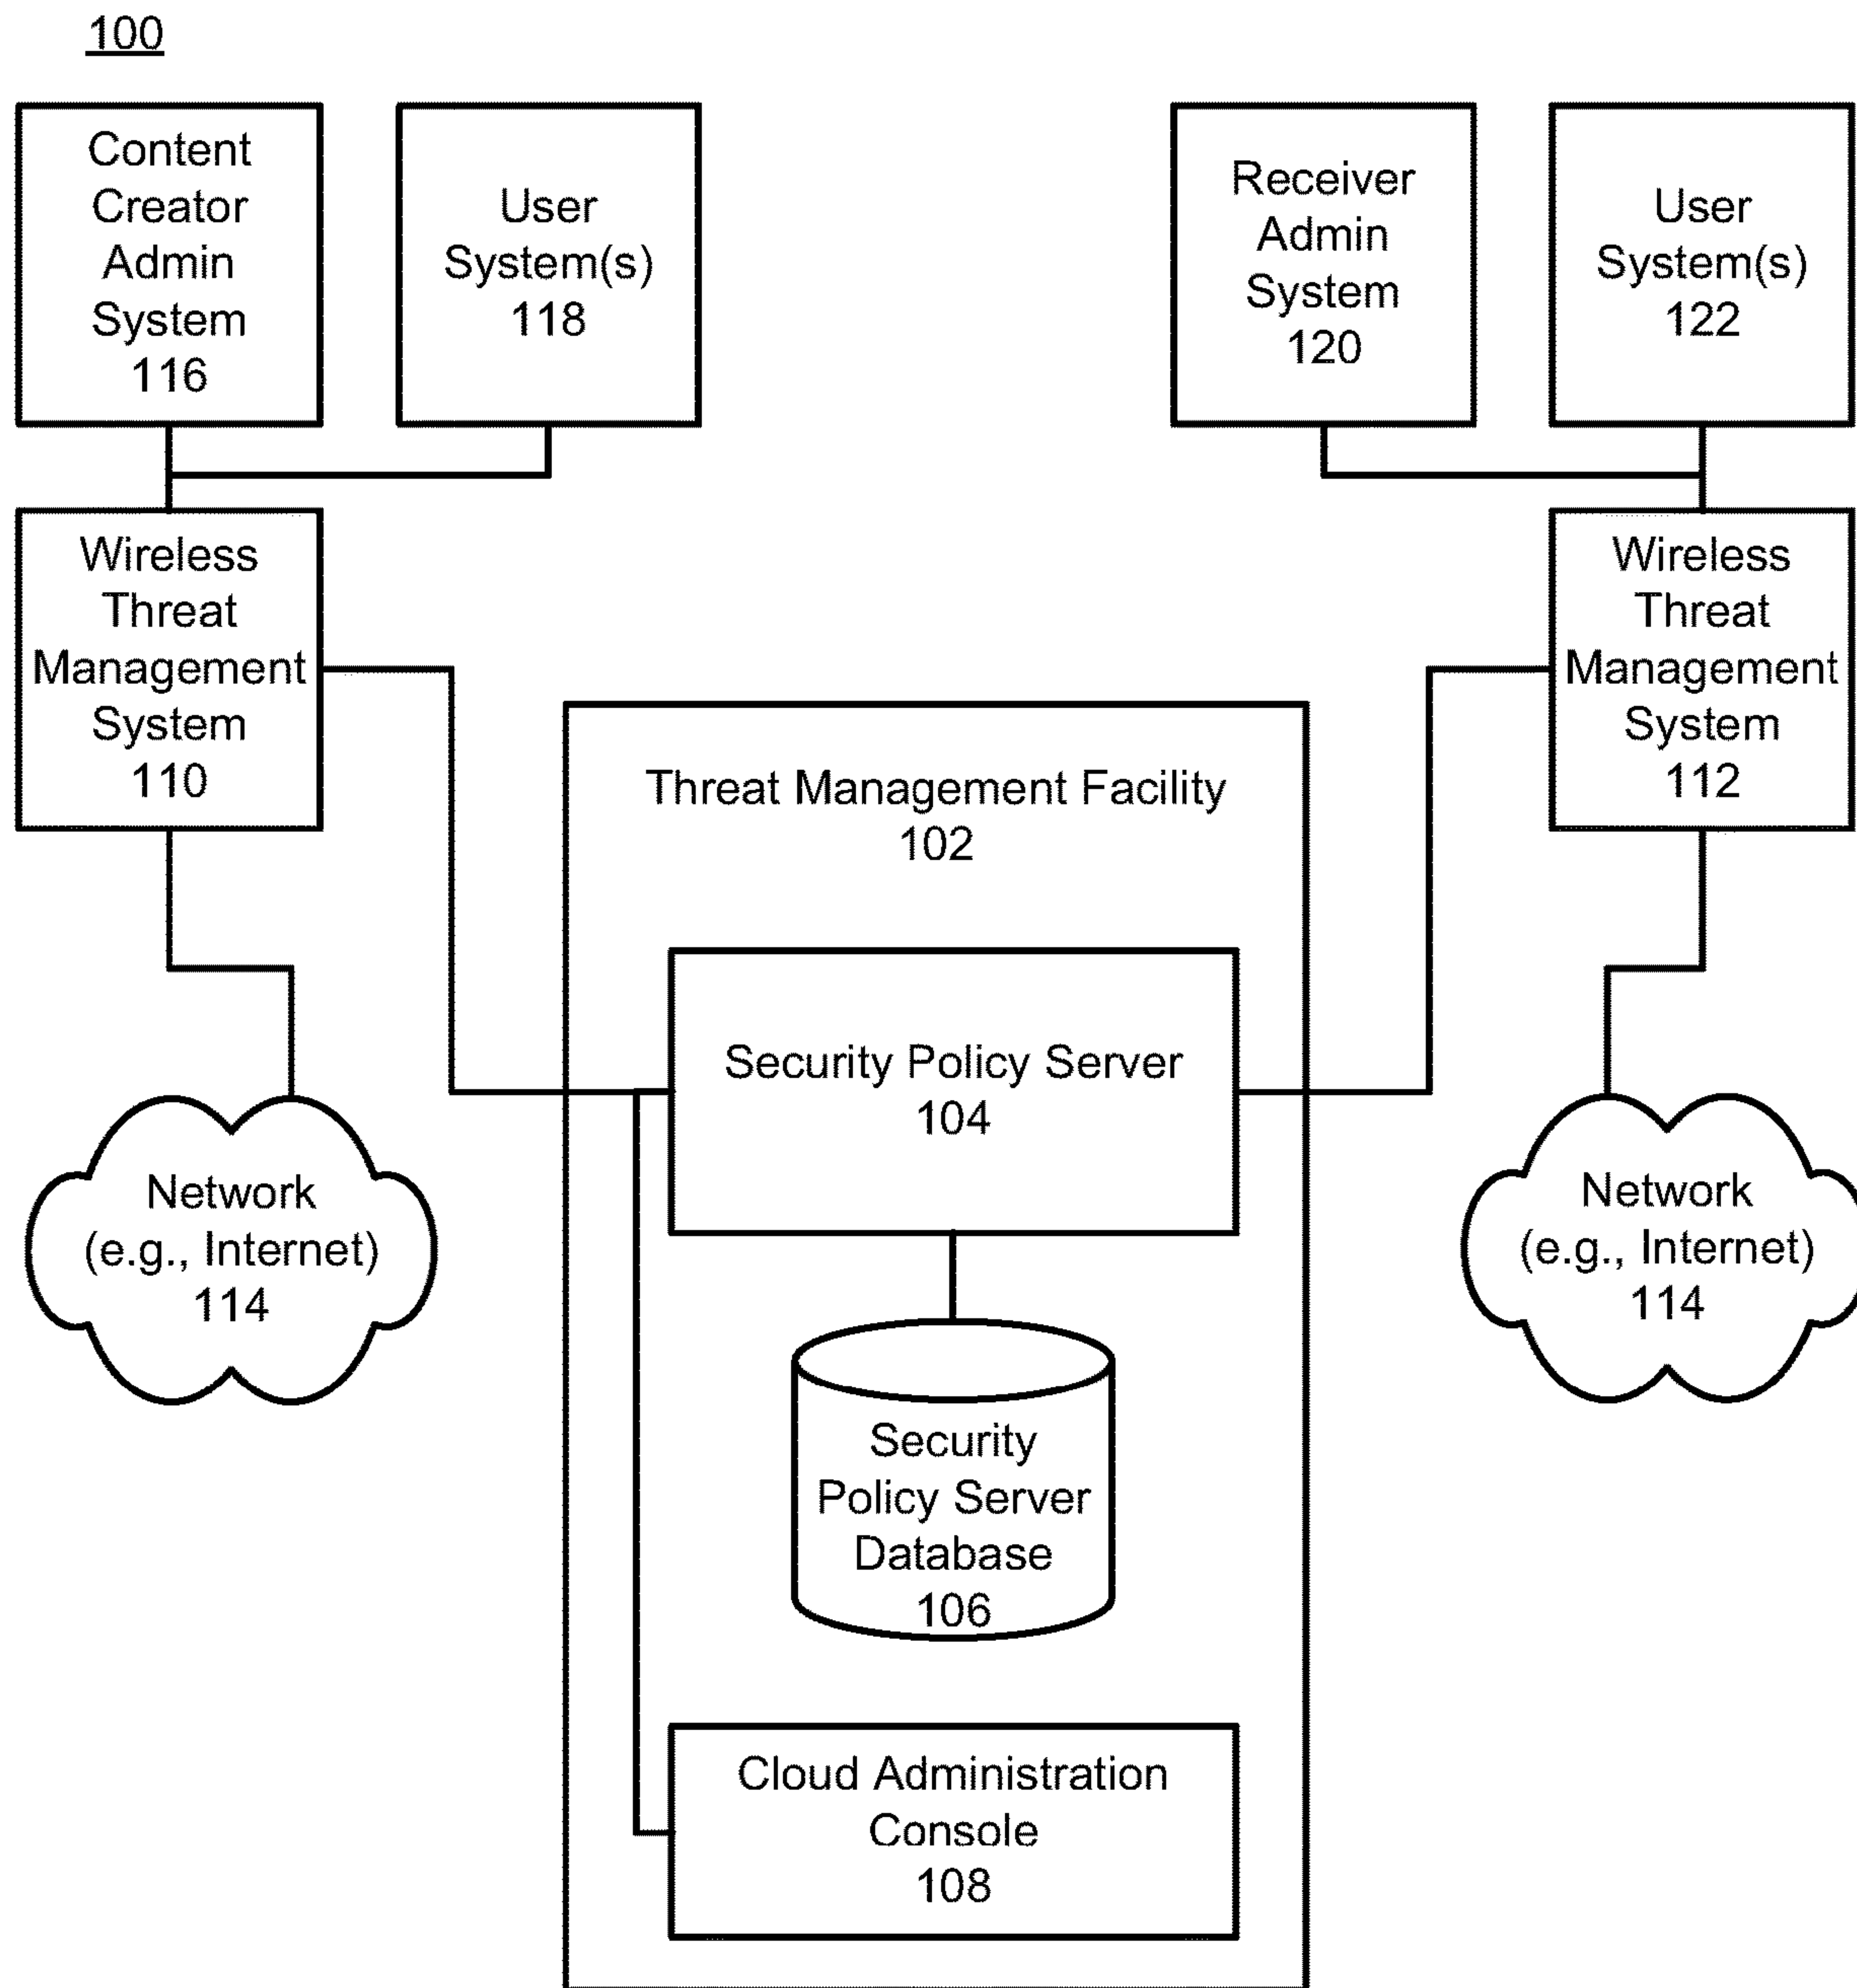 100
Content
Creator
Admin
System
116
User
System(s)
118
Receiver
Admin
System
120
User
System(s)
122
Wireless
Threat
Management
System
110
Wireless
Threat
Management
System
112
Threat Management Facility
102
Security Policy Server
104
Network
(e.g., Internet)
114
Network
(e.g., Internet)
114
Security
Policy Server
Database
106
Cloud Administration
Console
108